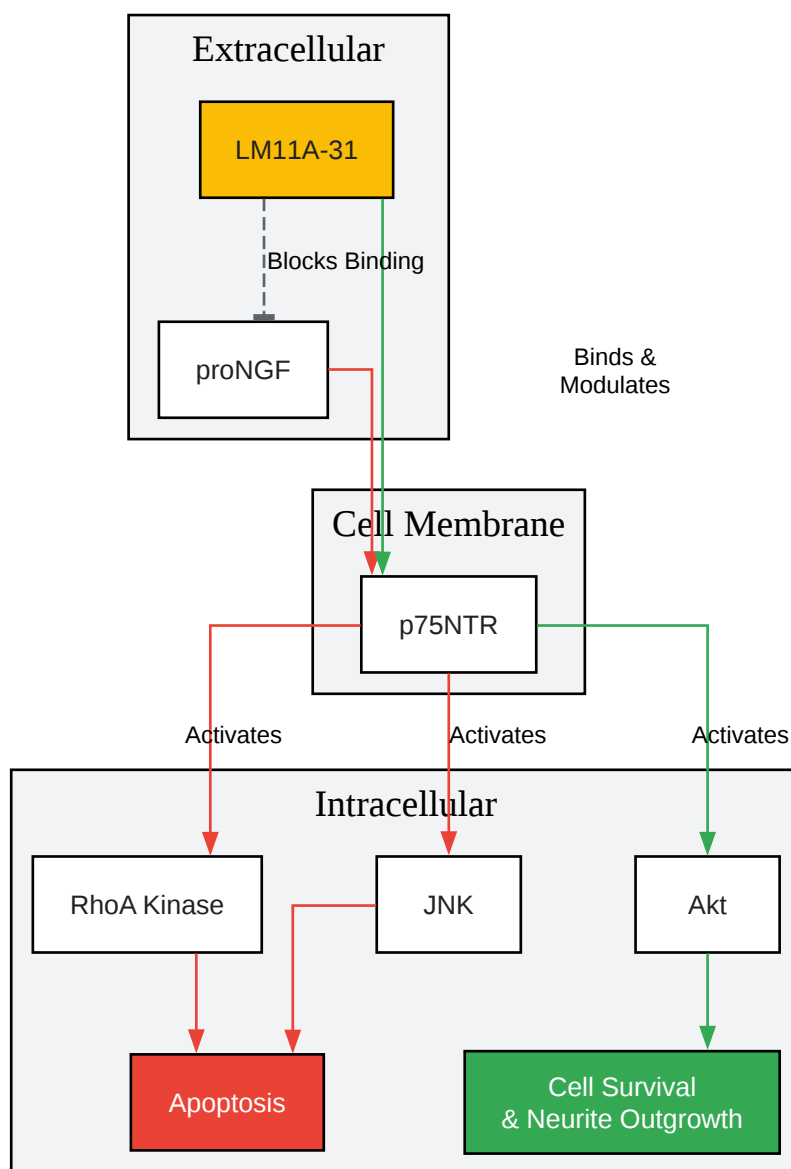 Extracellular
LM11A-31
Blocks Binding
proNGF
Binds &
Modulates
Cell Membrane
p75NTR
Activates
Activates
Activates
Intracellular
RhoA Kinase
JNK
Akt
Apoptosis
Cell Survival
& Neurite Outgrowth